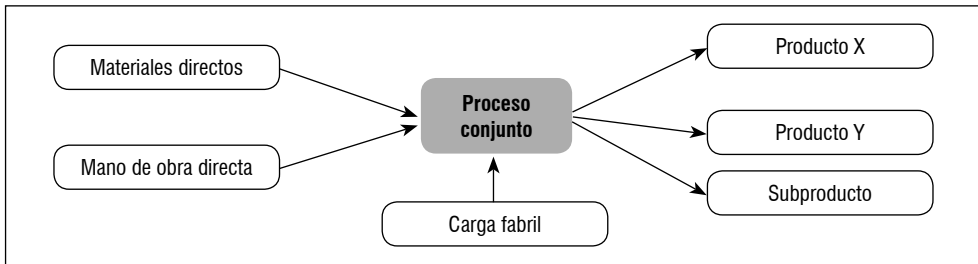 Materiales directos
Mano de obra directa
Proceso
conjunto
Carga fabril
Producto X
Producto Y
Subproducto